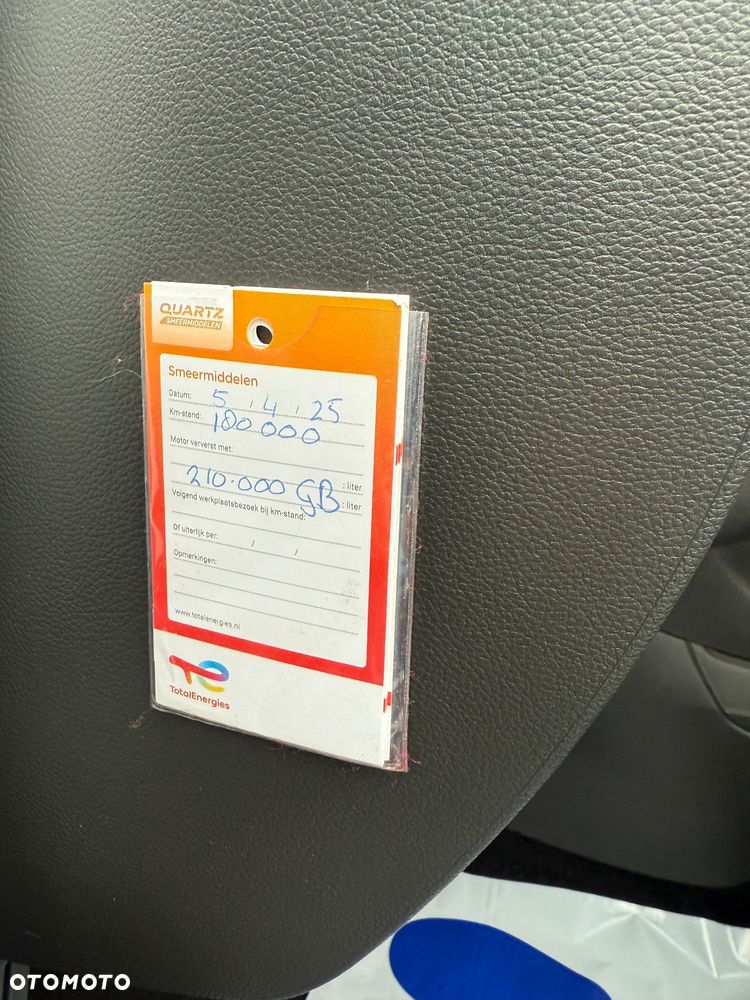 QUARTZ
SMEERMIDDELEN
Smeermiddelen
Datum: 5 / 4 / 25
Km-stand: 180 000
Motor ververst met:
: liter
210.000 GB : liter
Volgend werkplaatsbezoek bij km-stand:
Of uiterlijk per: / /
Opmerkingen:
www.totalenergies.nl
TotalEnergies
OTOMOTO